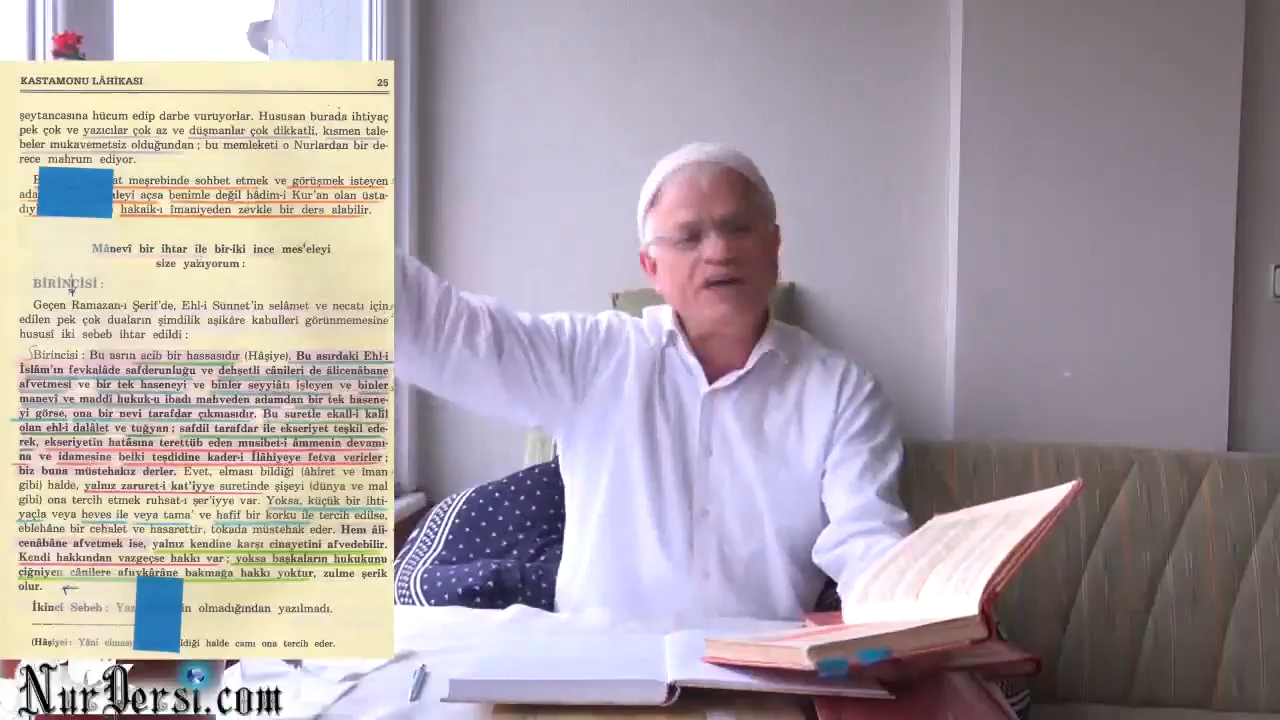 KASTAMONU LÂHİKASI 25
şeytancasına hücum edip darbe vuruyorlar. Hususan burada ihtiyaç
pek çok ve yazıcılar çok az ve düşmanlar çok dikkatli, kısmen tale-
beler mukavemetsiz olduğundan; bu memleketi o Nurlardan bir de-
rece mahrum ediyor.
at meşrebinde sohbet etmek ve görüşmek isteyen
ada aleyi açsa benimle değil hâdim-i Kur'an olan üsta-
dıy hakaik-ı imaniyeden zevkle bir ders alabilir.
Mânevî bir ihtar ile bir-iki ince mes'eleyi
size yazıyorum:
BİRİNCİSİ:
Geçen Ramazan-ı Şerif'de, Ehl-i Sünnet'in selâmet ve necatı için
edilen pek çok duaların şimdilik aşikâre kabulleri görünmemesine
hususî iki sebeb ihtar edildi:
Birincisi: Bu asrın acib bir hassasıdır (Hâşiye). Bu asırdaki Ehl-i
İslâm'ın fevkalâde safderunluğu ve dehşetli cânileri de âlicenâbane
afvetmesi ve bir tek haseneyi ve binler seyyiâtı işleyen ve binler
manevî ve maddî hukuk-u ibadı mahveden adamdan bir tek hasene-
yi görse, ona bir nevi tarafdar çıkmasıdır. Bu suretle ekall-i kalîl
olan ehl-i dalâlet ve tuğyan; safdil tarafdar ile ekseriyet teşkil ede-
rek, ekseriyetin hatâsına terettüb eden musibet-i âmmenin devamı-
na ve idamesine belki teşdidine kader-i İlâhiyeye fetva verirler;
biz buna müstehakız derler. Evet, elması bildiği (âhiret ve iman
gibi) halde, yalnız zaruret-i kat'iyye suretinde şişeyi (dünya ve mal
gibi) ona tercih etmek ruhsat-ı şer'iyye var. Yoksa, küçük bir ihti-
yaçla veya heves ile veya tama' ve hafif bir korku ile tercih edilse,
eblehâne bir cehalet ve hasarettir, tokada müstehak eder. Hem âli-
cenâbâne afvetmek ise, yalnız kendine karşı cinayetini afvedebilir.
Kendi hakkından vazgeçse hakkı var; yoksa başkaların hukukunu
çiğniyen cânilere afuvkârâne bakmağa hakkı yoktur, zulme şerik
olur.
İkinci Sebeb: Yaz in olmadığından yazılmadı.
(Hâşiye): Yâni elmas ldiği halde camı ona tercih eder.
NurDersi.com